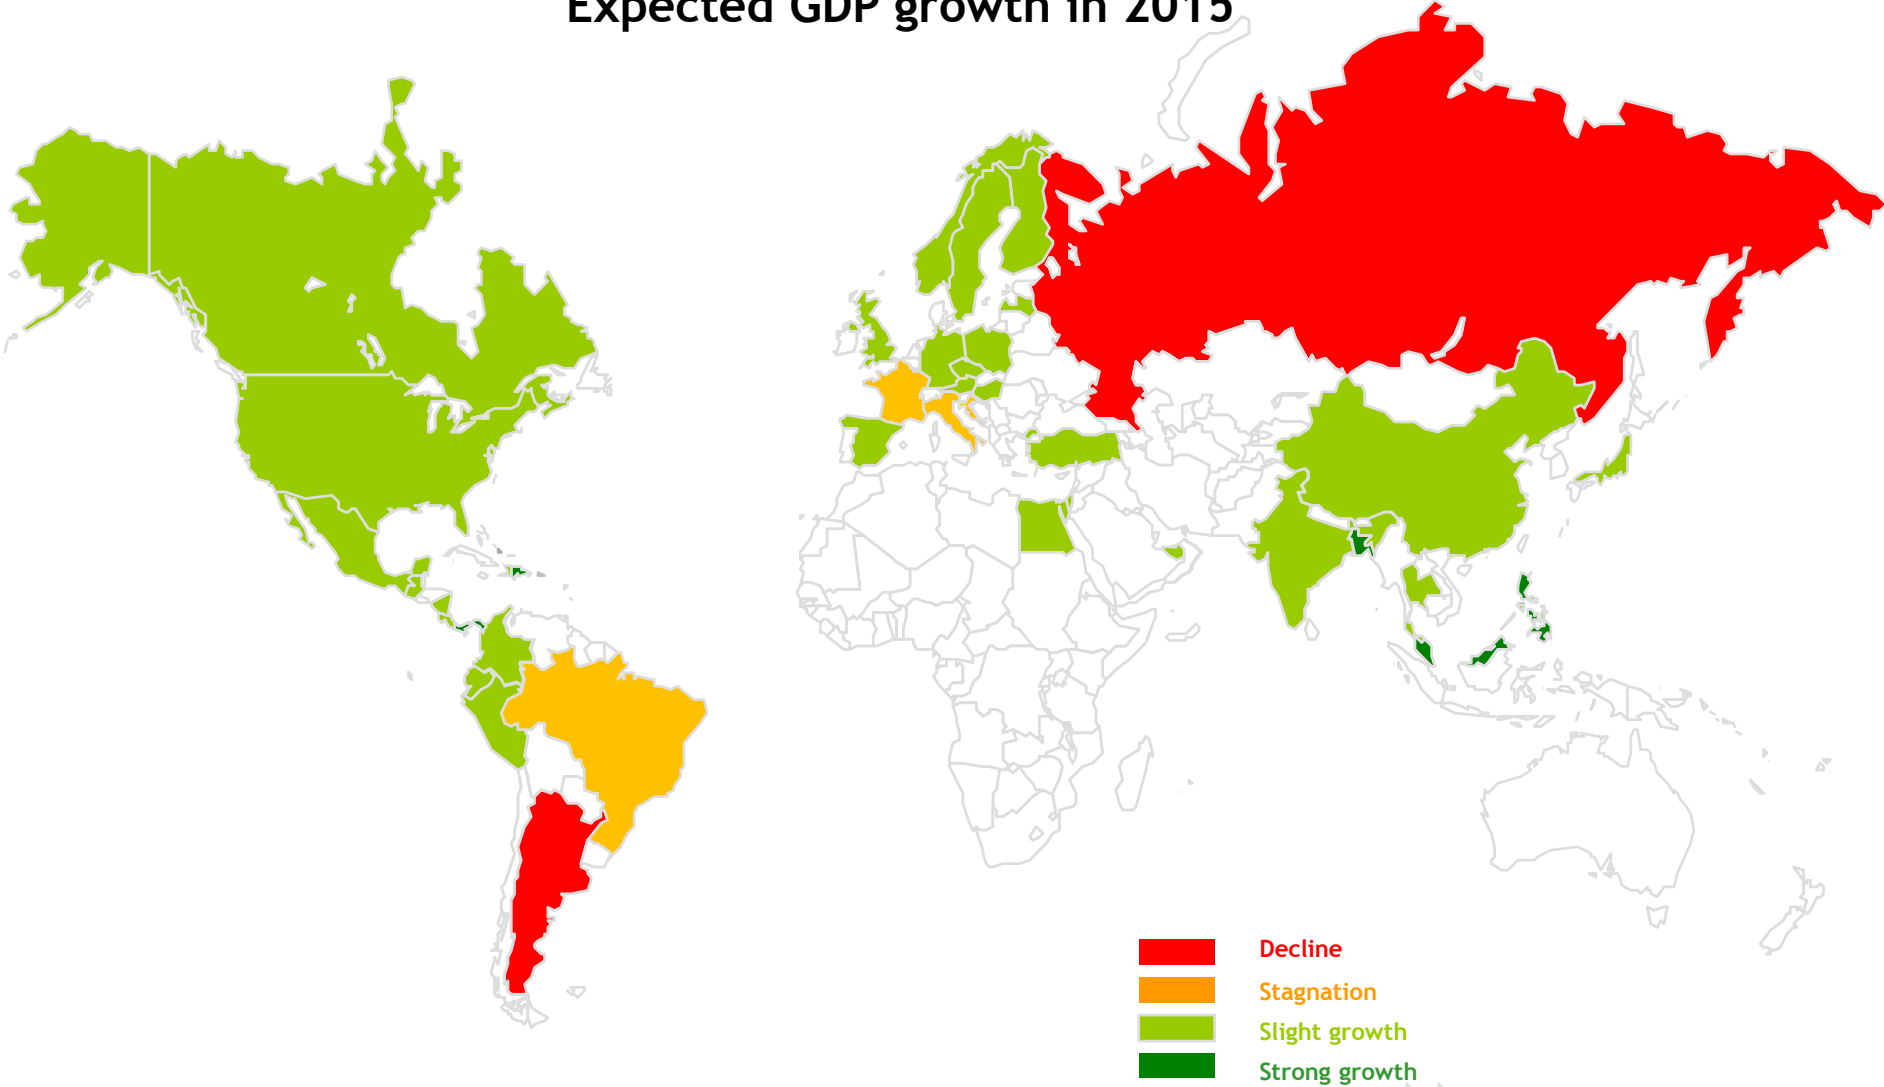 Expected GDP growth in 2015
Decline
Stagnation
Slight growth
Strong growth